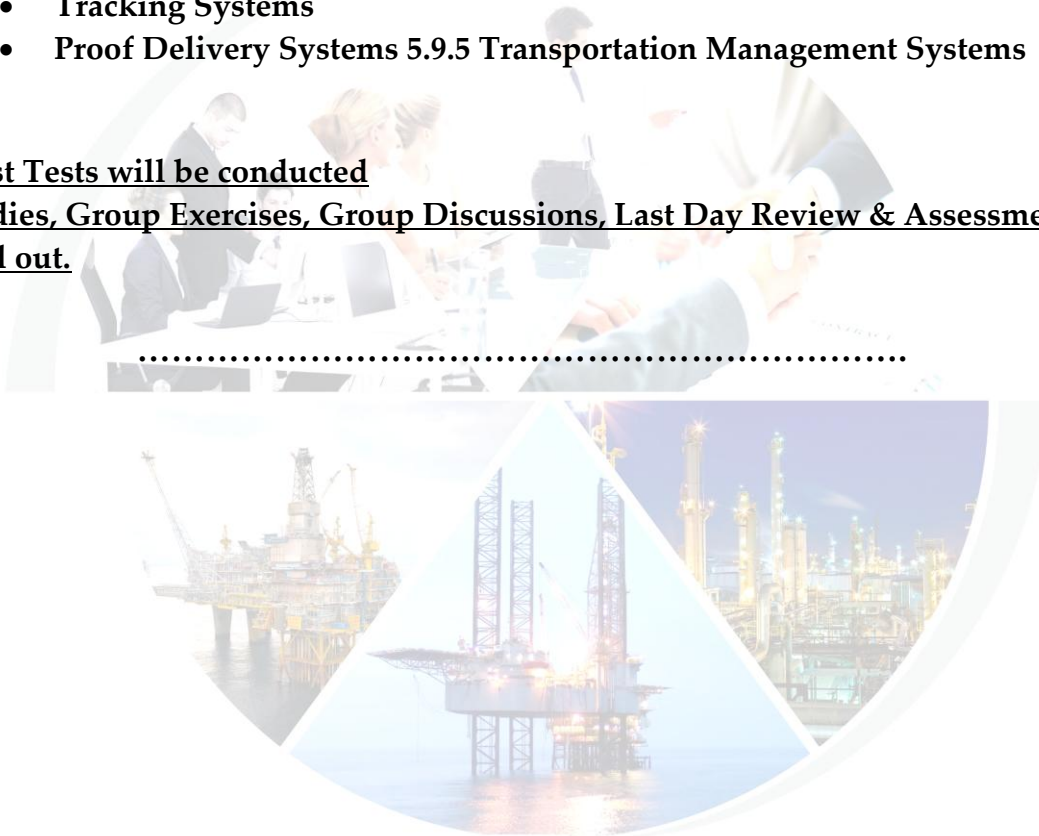 • Tracking Systems
• Proof Delivery Systems 5.9.5 Transportation Management Systems
st Tests will be conducted
dies, Group Exercises, Group Discussions, Last Day Review & Assessme
out.
……………………………………………………………….
CONTRACT